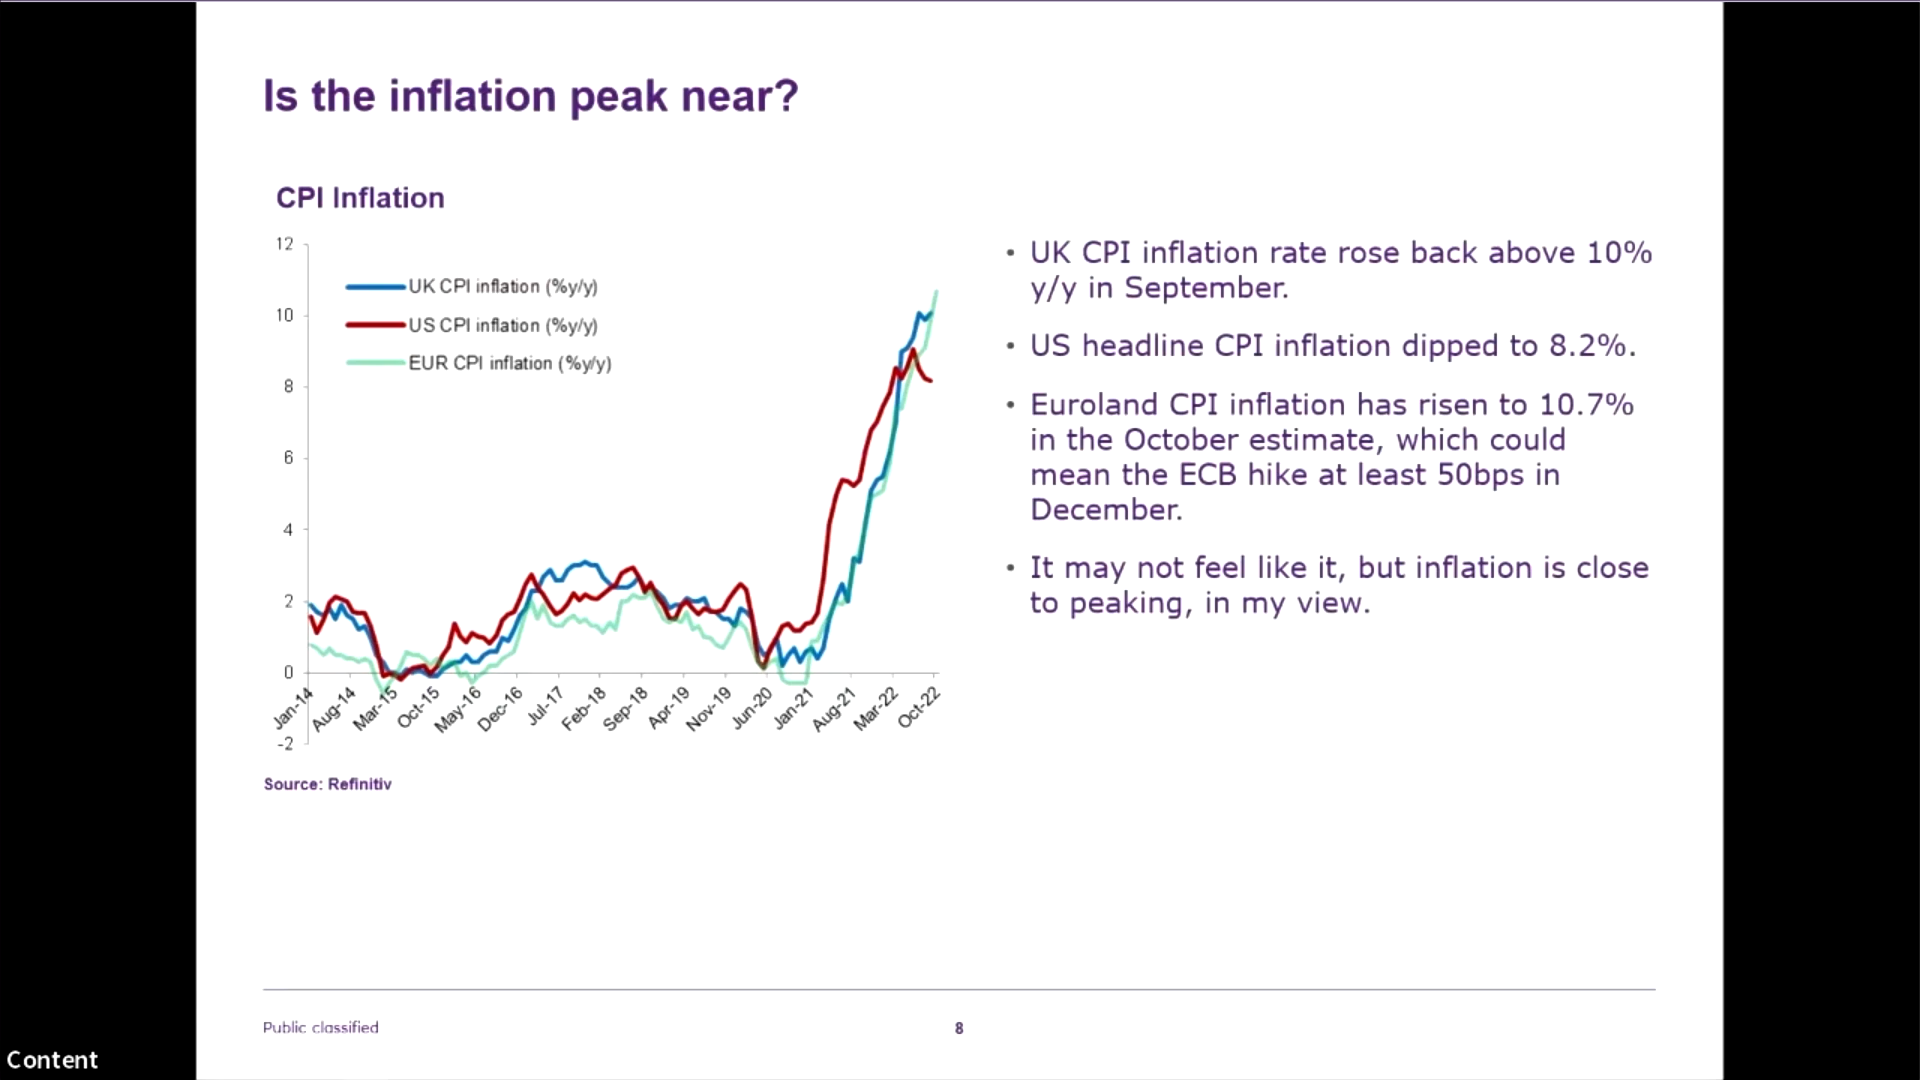 Is the inflation peak near?
CPI Inflation
12
10
8
6
4
2
0
-2
UK CPI inflation (%y/y)
US CPI inflation (%y/y)
EUR CPI inflation (%y/y)
Jan-14
Aug-14
Mar-15
Oct-15
May-16
Dec-16
Jul-17
Feb-18
Sep-18
Apr-19
Nov-19
Jun-20
Jan-21
Aug-21
Mar-22
Oct-22
Source: Refinitiv
• UK CPI inflation rate rose back above 10%
y/y in September.
• US headline CPI inflation dipped to 8.2%.
• Euroland CPI inflation has risen to 10.7%
in the October estimate, which could
mean the ECB hike at least 50bps in
December.
• It may not feel like it, but inflation is close
to peaking, in my view.
Public classified
8
Content